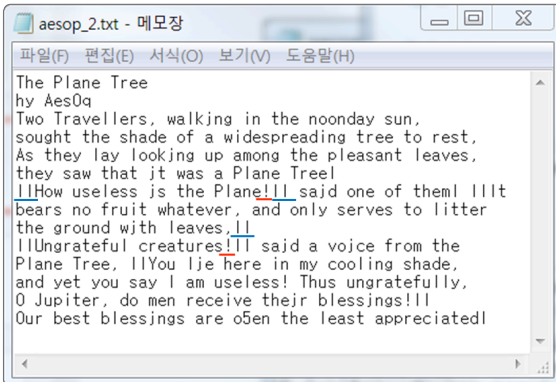 aesop_2.txt - 메모장
파일(F) 편집(E) 서식(O) 보기(V) 도움말(H)
The Plane Tree
by AesOq
Two Travellers, walkjng in the noonday sun,
sought the shade of a widespreading tree to rest,
As they lay lookjng up among the pleasant leaves,
they saw that jt was a Plane Treel
llHow useless js the Plane!ll sajd one of theml lllt
bears no fruit whatever, and only serves to litter
the ground wjth leaves,ll
llUngrateful creatures!ll sajd a vojce from the
Plane Tree, llYou lje here in my cooling shade,
and yet you say I am useless! Thus ungratefully,
O Jupiter, do men receive thejr blessjngs!ll
Our best blessjngs are o5en the least appreciatedl